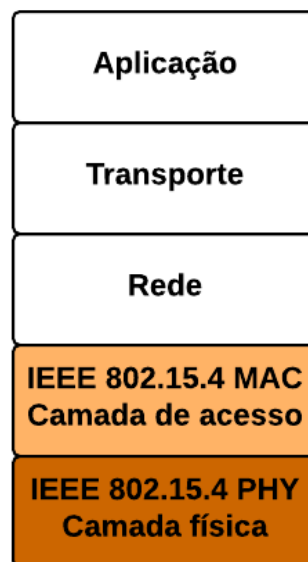 Aplicação
Transporte
Rede
IEEE 802.15.4 MAC
Camada de acesso
IEEE 802.15.4 PHY
Camada física